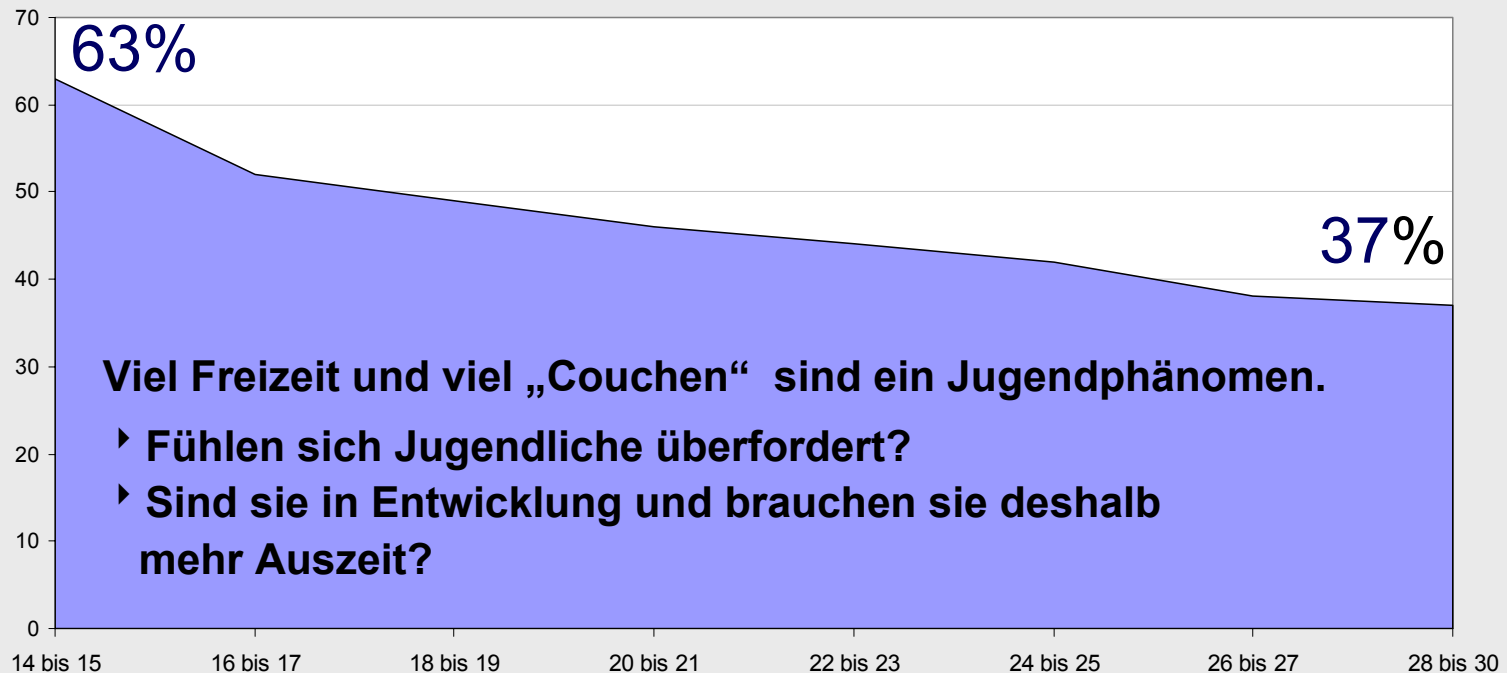 70
63%
60
50
37%
40
30
Viel Freizeit und viel „Couchen“ sind ein Jugendphänomen.
‣ Fühlen sich Jugendliche überfordert?
20
‣ Sind sie in Entwicklung und brauchen sie deshalb
10
mehr Auszeit?
0
14 bis 15 16 bis 17 18 bis 19 20 bis 21 22 bis 23 24 bis 25 26 bis 27 28 bis 30